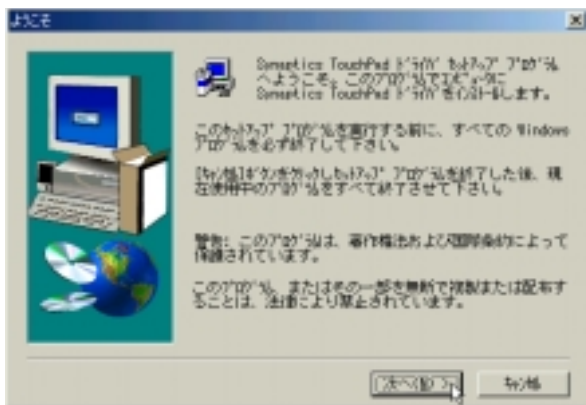 ようこそ
Synaptics TouchPad ﾄﾞﾗｲﾊﾞ ｾｯﾄｱｯﾌﾟ ﾌﾟﾛｸﾞﾗﾑ
へようこそ。このﾌﾟﾛｸﾞﾗﾑでｺﾝﾋﾟｭｰﾀに
Synaptics TouchPad ﾄﾞﾗｲﾊﾞをｲﾝｽﾄｰﾙします。
このｾｯﾄｱｯﾌﾟ ﾌﾟﾛｸﾞﾗﾑを実行する前に、すべての Windows
ﾌﾟﾛｸﾞﾗﾑを必ず終了して下さい。
[ｷｬﾝｾﾙ]ﾎﾞﾀﾝをｸﾘｯｸしｾｯﾄｱｯﾌﾟ ﾌﾟﾛｸﾞﾗﾑを終了した後、現
在使用中のﾌﾟﾛｸﾞﾗﾑをすべて終了させて下さい。
警告: このﾌﾟﾛｸﾞﾗﾑは、著作権法および国際条約によって
保護されています。
このﾌﾟﾛｸﾞﾗﾑ、またはその一部を無断で複製または配布す
ることは、法律により禁止されています。
次へ(N) >
ｷｬﾝｾﾙ